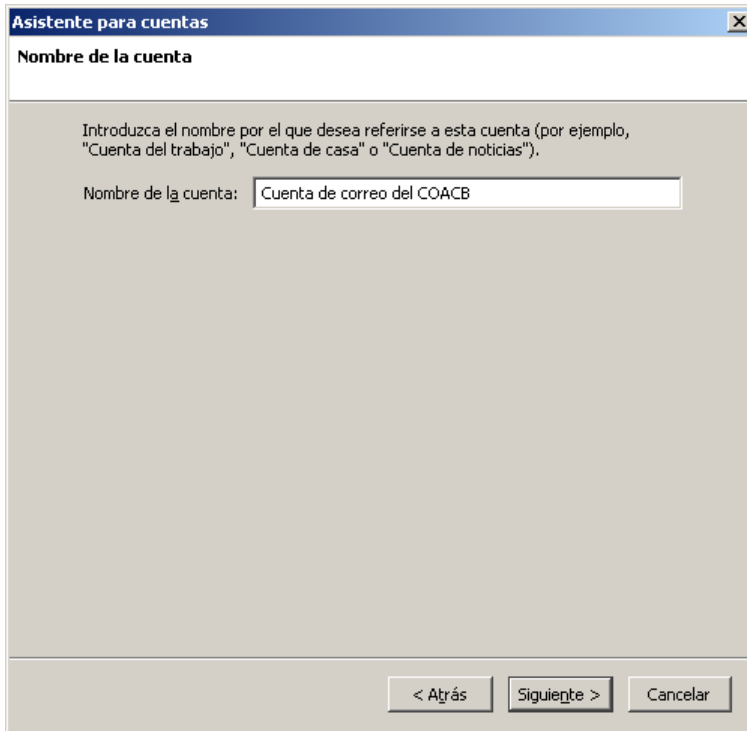 Asistente para cuentas
Nombre de la cuenta
Introduzca el nombre por el que desea referirse a esta cuenta (por ejemplo,
"Cuenta del trabajo", "Cuenta de casa" o "Cuenta de noticias").
Nombre de la cuenta: Cuenta de correo del COACB
< Atrás Siguiente > Cancelar